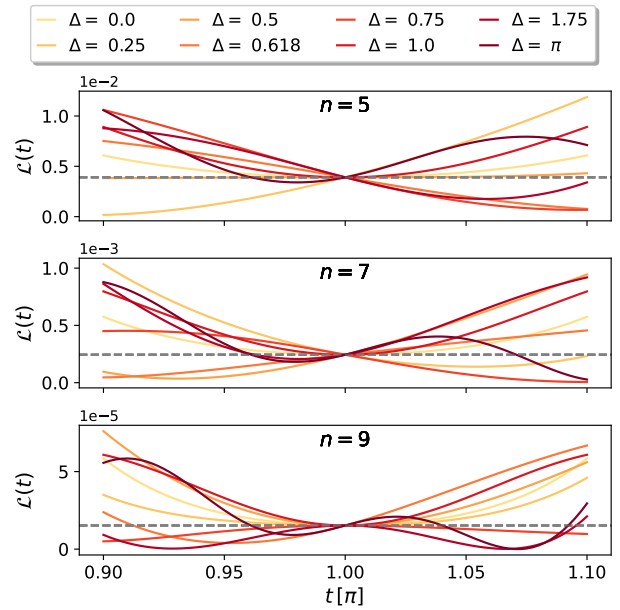 Δ = 0.0 Δ = 0.5 Δ = 0.75 Δ = 1.75
Δ = 0.25 Δ = 0.618 Δ = 1.0 Δ = π
1e−2
n = 5
1.0
0.5
0.0
ℒ(t)
1e−3
n = 7
1.0
0.5
0.0
ℒ(t)
1e−5
n = 9
5
0
ℒ(t)
0.90 0.95 1.00 1.05 1.10
t [π]